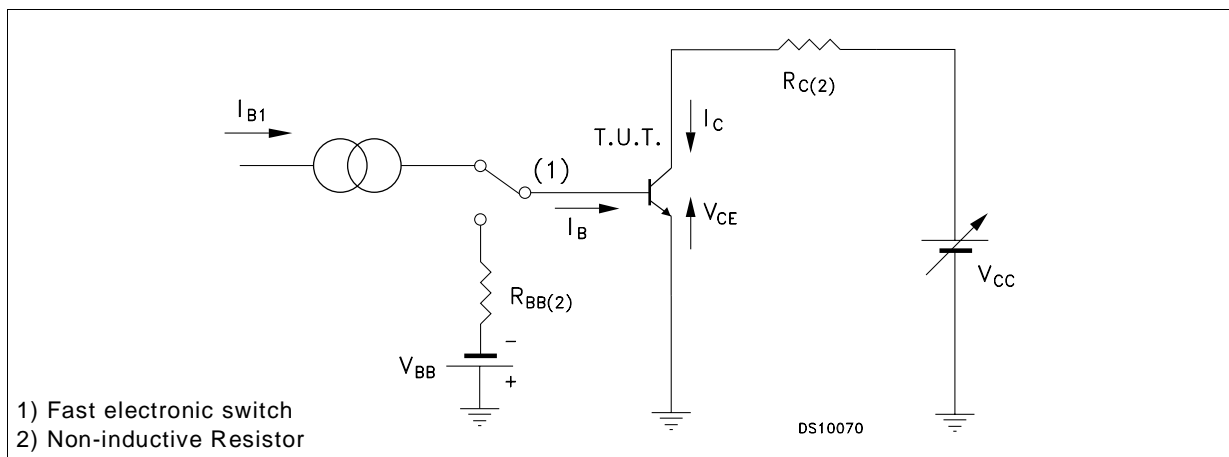 R_C(2)
I_B1
I_C
T.U.T.
(1)
I_B
V_CE
V_CC
R_BB(2)
-
V_BB
+
1) Fast electronic switch
2) Non-inductive Resistor
DS10070